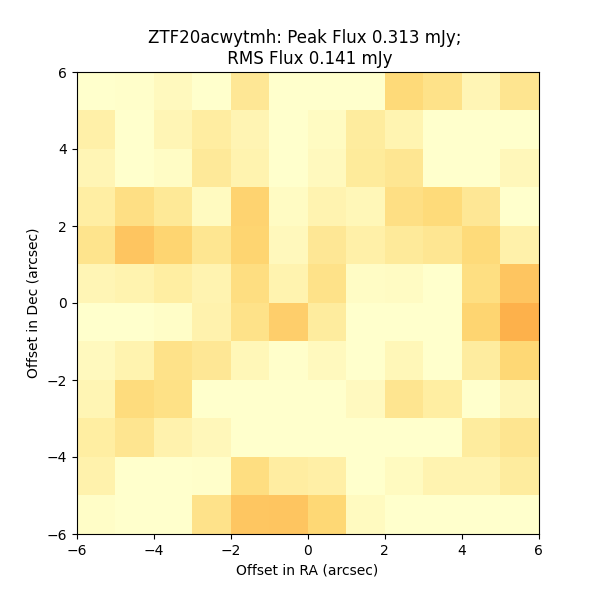 ZTF20acwytmh: Peak Flux 0.313 mJy;
RMS Flux 0.141 mJy
6
4
2
0
−2
−4
−6
Offset in Dec (arcsec)
−6 −4 −2 0 2 4 6
Offset in RA (arcsec)